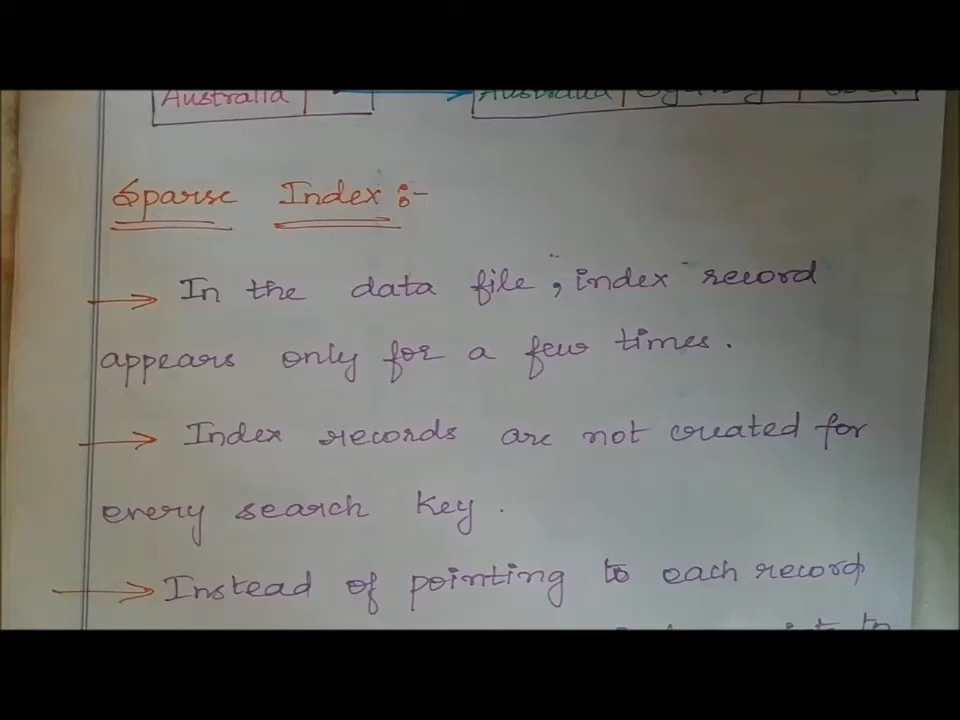 Australia
Sparse Index :-
→ In the data file, index record
appears only for a few times.
→ Index records are not created for
every search key.
→ Instead of pointing to each record